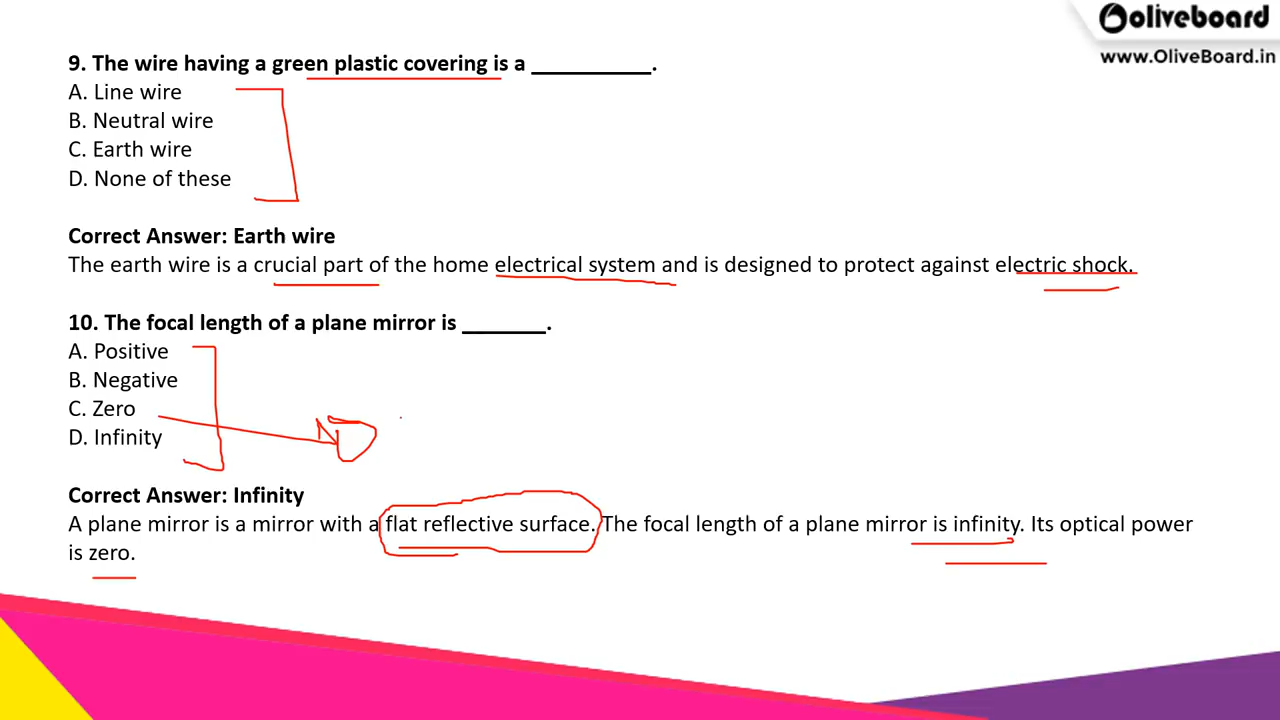 oliveboard
www.OliveBoard.in
9. The wire having a green plastic covering is a __________.
A. Line wire
B. Neutral wire
C. Earth wire
D. None of these
Correct Answer: Earth wire
The earth wire is a crucial part of the home electrical system and is designed to protect against electric shock.
10. The focal length of a plane mirror is _______.
A. Positive
B. Negative
C. Zero
D. Infinity
Correct Answer: Infinity
A plane mirror is a mirror with a flat reflective surface. The focal length of a plane mirror is infinity. Its optical power
is zero.